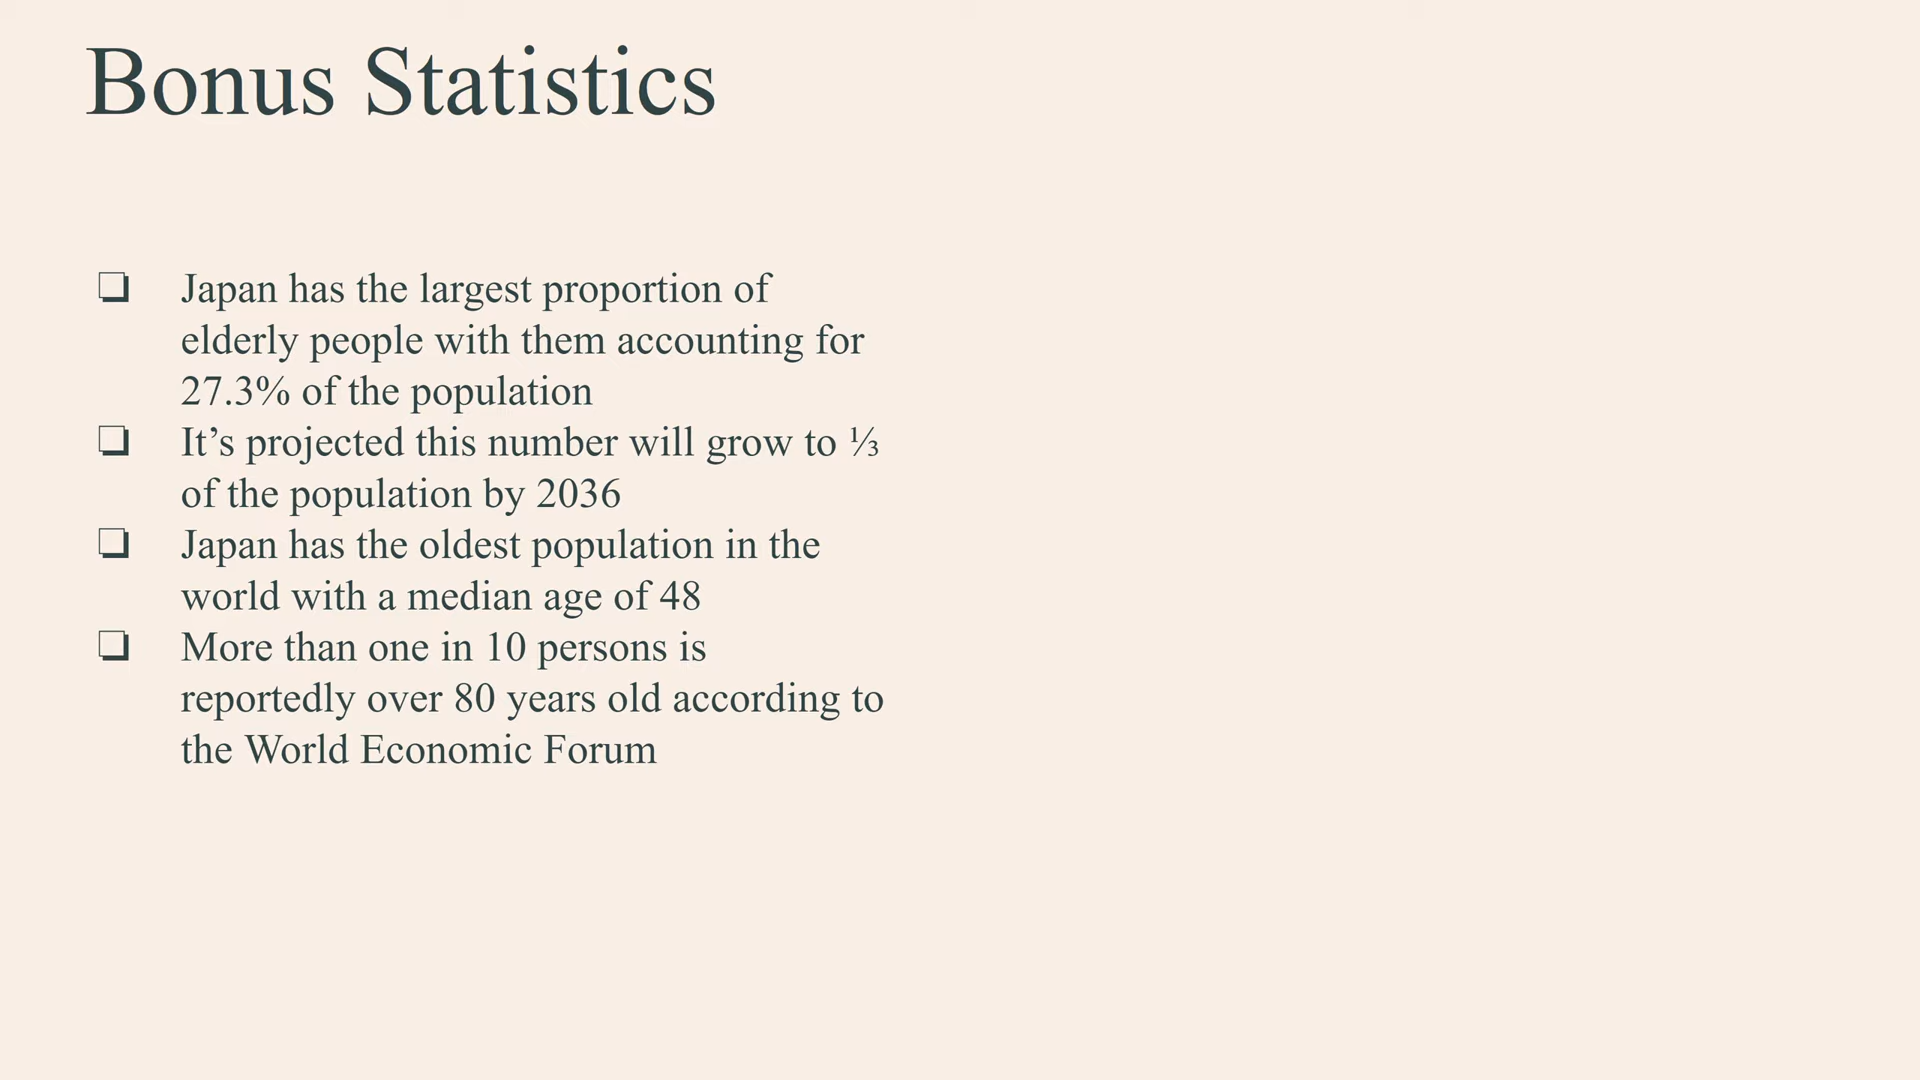 Bonus Statistics
❏ Japan has the largest proportion of
elderly people with them accounting for
27.3% of the population
❏ It’s projected this number will grow to ⅓
of the population by 2036
❏ Japan has the oldest population in the
world with a median age of 48
❏ More than one in 10 persons is
reportedly over 80 years old according to
the World Economic Forum